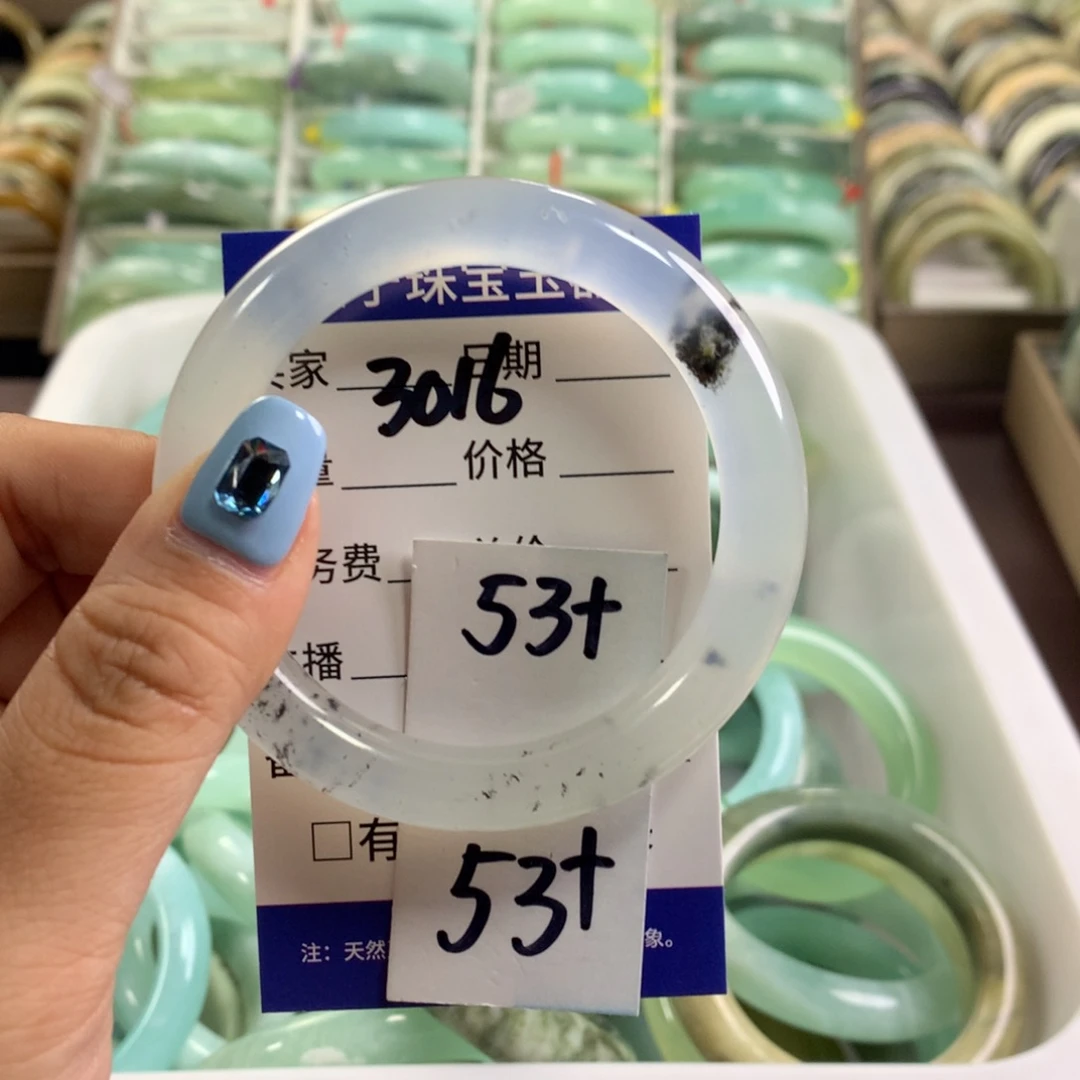 珠宝玉
家 3016 日期
量 价格
务费
53+
播
有
53+
注：天然 象。